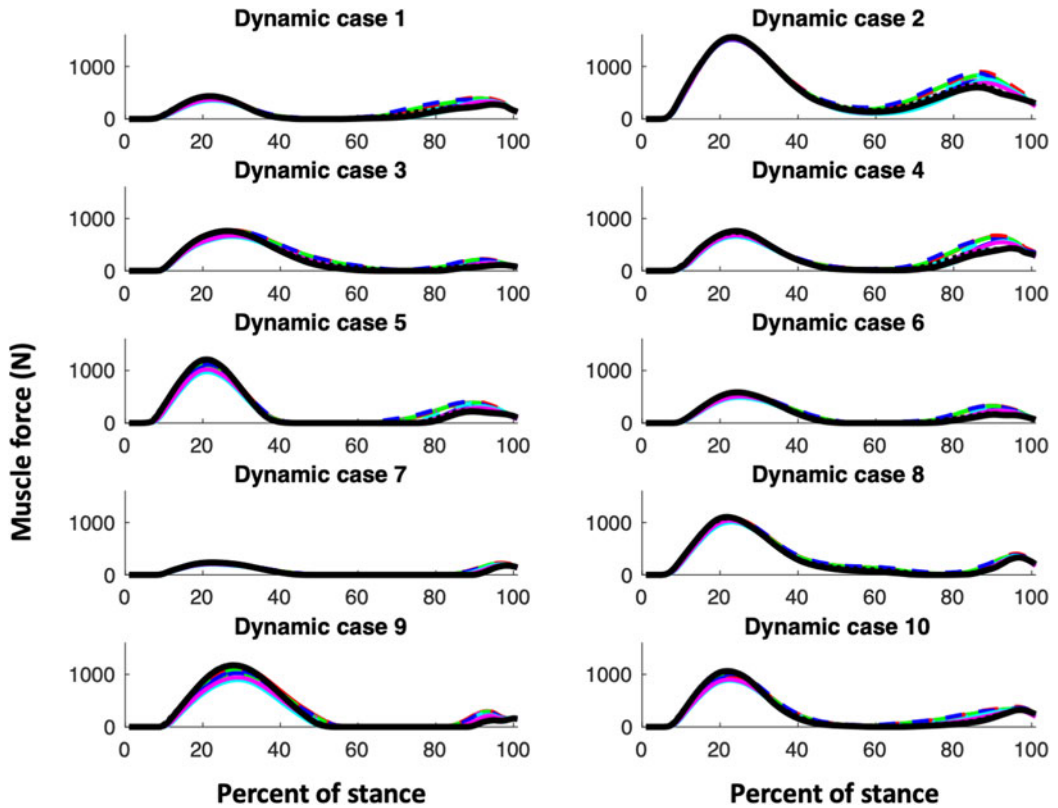 Dynamic case 1
Dynamic case 2
1000
0
0 20 40 60 80 100
1000
0
0 20 40 60 80 100
Dynamic case 3
Dynamic case 4
1000
0
0 20 40 60 80 100
1000
0
0 20 40 60 80 100
Dynamic case 5
Dynamic case 6
1000
0
0 20 40 60 80 100
1000
0
0 20 40 60 80 100
Dynamic case 7
Dynamic case 8
1000
0
0 20 40 60 80 100
1000
0
0 20 40 60 80 100
Dynamic case 9
Dynamic case 10
1000
0
0 20 40 60 80 100
1000
0
0 20 40 60 80 100
Muscle force (N)
Percent of stance
Percent of stance